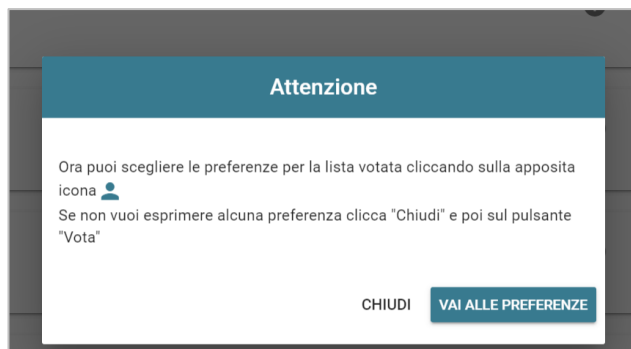 Attenzione
Ora puoi scegliere le preferenze per la lista votata cliccando sulla apposita
icona
Se non vuoi esprimere alcuna preferenza clicca "Chiudi" e poi sul pulsante
"Vota"
CHIUDI VAI ALLE PREFERENZE